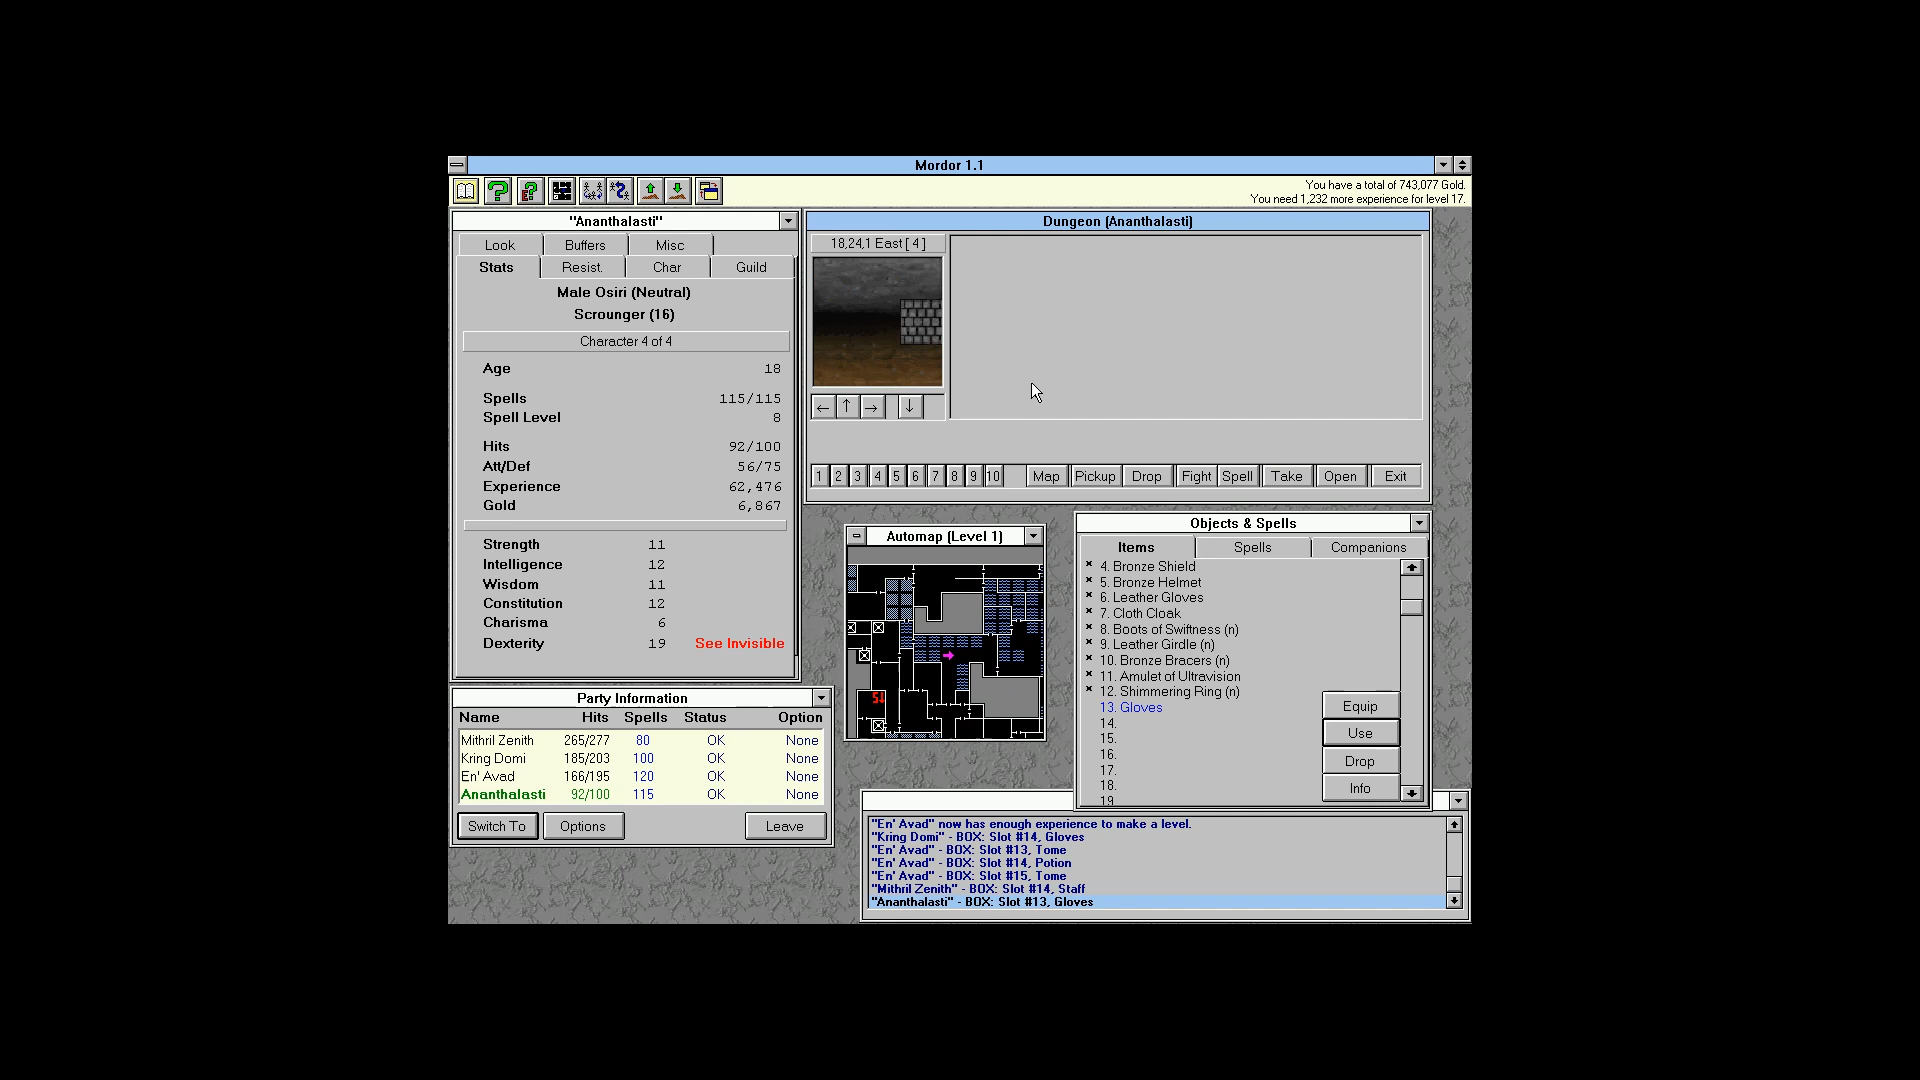 Mordor 1.1
You have a total of 743,077 Gold.
You need 1,232 more experience for level 17.
"Ananthalasti"
Look Buffers Misc
Stats Resist. Char Guild
Male Osiri (Neutral)
Scrounger (16)
Character 4 of 4
Age 18
Spells 115/115
Spell Level 8
Hits 92/100
Att/Def 56/75
Experience 62,476
Gold 6,867
Strength 11
Intelligence 12
Wisdom 11
Constitution 12
Charisma 6
Dexterity 19 See Invisible
Dungeon (Ananthalasti)
18,24,1 East [ 4 ]
1 2 3 4 5 6 7 8 9 10 Map Pickup Drop Fight Spell Take Open Exit
Party Information
Name Hits Spells Status Option
Mithril Zenith 265/277 80 OK None
Kring Domi 185/203 100 OK None
En' Avad 166/195 120 OK None
Ananthalasti 92/100 115 OK None
Switch To Options Leave
Automap (Level 1)
Objects & Spells
Items Spells Companions
4. Bronze Shield
5. Bronze Helmet
6. Leather Gloves
7. Cloth Cloak
8. Boots of Swiftness (n)
9. Leather Girdle (n)
10. Bronze Bracers (n)
11. Amulet of Ultravision
12. Shimmering Ring (n)
13. Gloves
14.
15.
16.
17.
18.
19
Equip
Use
Drop
Info
"En' Avad" now has enough experience to make a level.
"Kring Domi" - BOX: Slot #14, Gloves
"En' Avad" - BOX: Slot #13, Tome
"En' Avad" - BOX: Slot #14, Potion
"En' Avad" - BOX: Slot #15, Tome
"Mithril Zenith" - BOX: Slot #14, Staff
"Ananthalasti" - BOX: Slot #13, Gloves